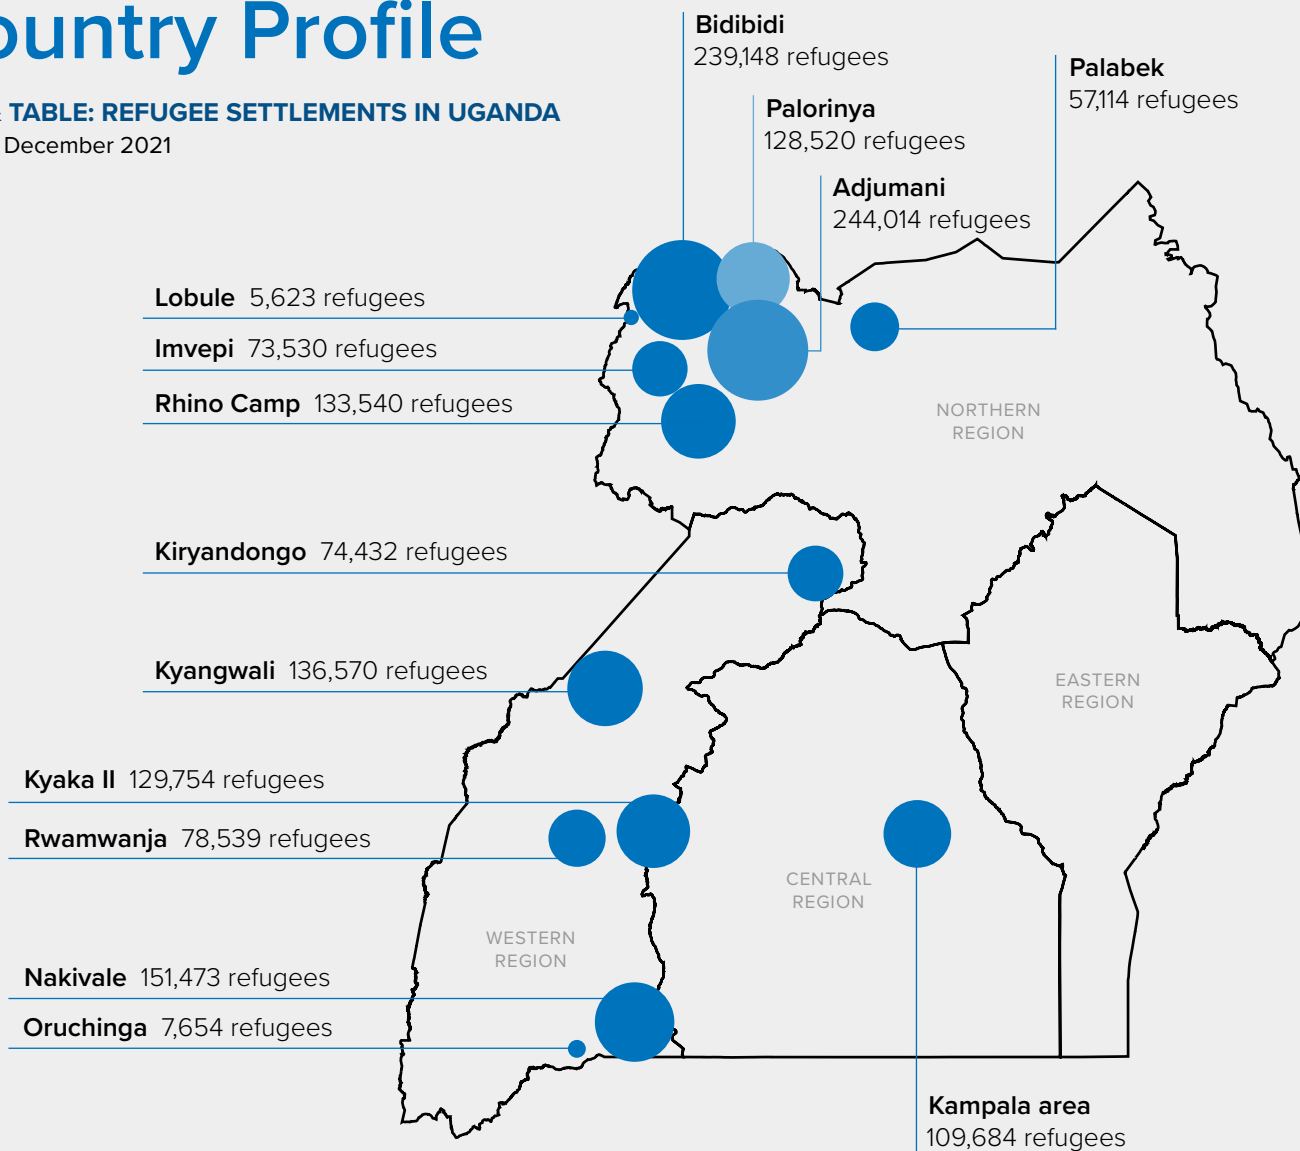 ountry Profile
TABLE: REFUGEE SETTLEMENTS IN UGANDA
December 2021
Bidibidi
239,148 refugees
Palabek
57,114 refugees
Palorinya
128,520 refugees
Adjumani
244,014 refugees
Lobule 5,623 refugees
Imvepi 73,530 refugees
Rhino Camp 133,540 refugees
NORTHERN
REGION
Kiryandongo 74,432 refugees
Kyangwali 136,570 refugees
EASTERN
REGION
Kyaka II 129,754 refugees
Rwamwanja 78,539 refugees
CENTRAL
REGION
WESTERN
REGION
Nakivale 151,473 refugees
Oruchinga 7,654 refugees
Kampala area
109,684 refugees